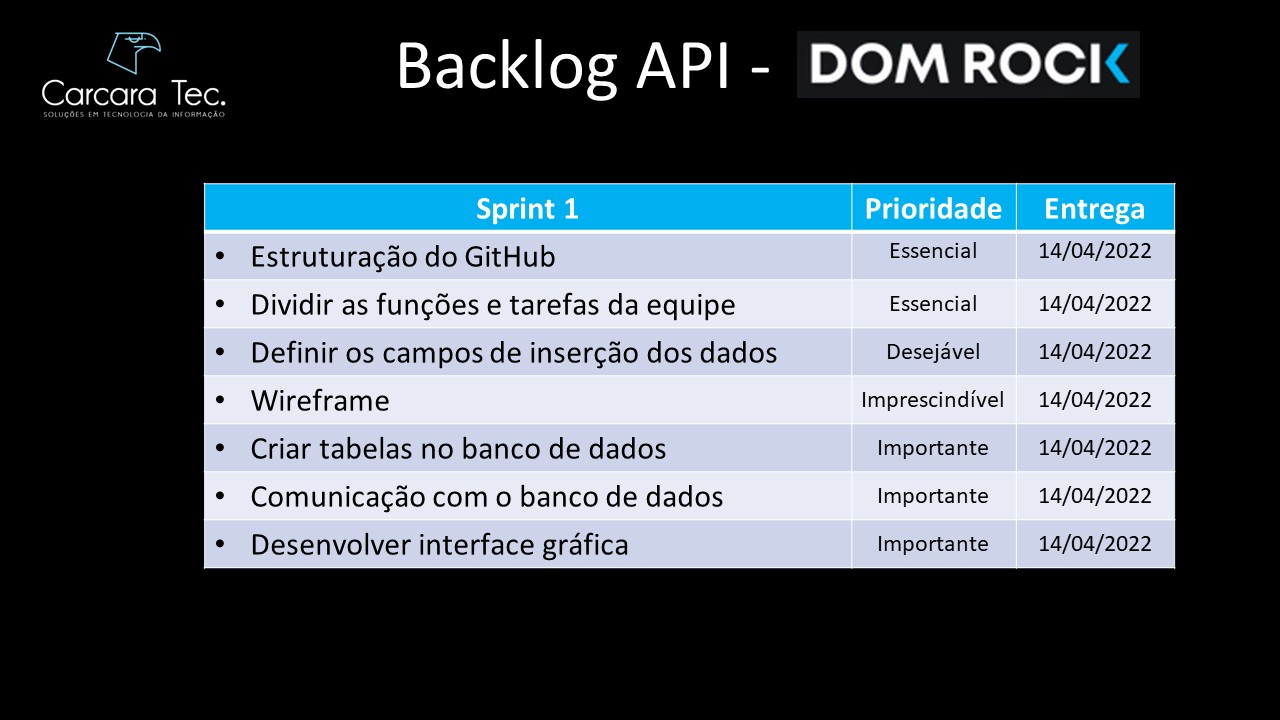 Carcara Tec.
SOLUÇÕES EM TECNOLOGIA DA INFORMAÇÃO
Backlog API - DOM ROCK
Sprint 1 Prioridade Entrega
• Estruturação do GitHub Essencial 14/04/2022
• Dividir as funções e tarefas da equipe Essencial 14/04/2022
• Definir os campos de inserção dos dados Desejável 14/04/2022
• Wireframe Imprescindível 14/04/2022
• Criar tabelas no banco de dados Importante 14/04/2022
• Comunicação com o banco de dados Importante 14/04/2022
• Desenvolver interface gráfica Importante 14/04/2022